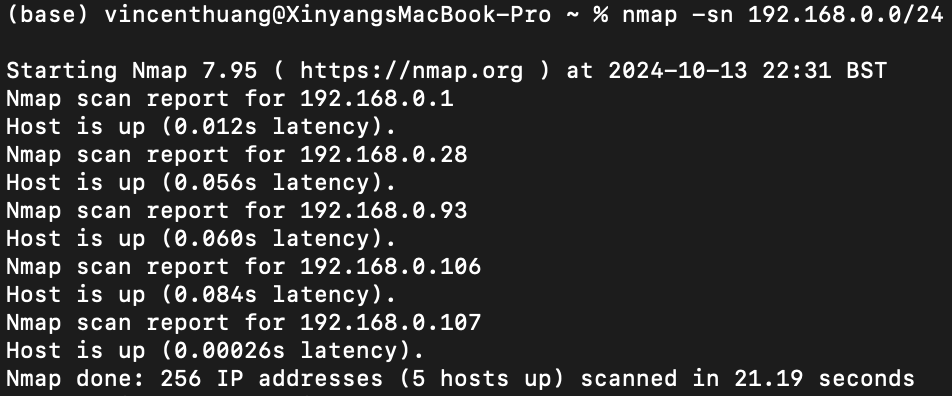 (base) vincenthuang@XinyangsMacBook-Pro ~ % nmap -sn 192.168.0.0/24
Starting Nmap 7.95 ( https://nmap.org ) at 2024-10-13 22:31 BST
Nmap scan report for 192.168.0.1
Host is up (0.012s latency).
Nmap scan report for 192.168.0.28
Host is up (0.056s latency).
Nmap scan report for 192.168.0.93
Host is up (0.060s latency).
Nmap scan report for 192.168.0.106
Host is up (0.084s latency).
Nmap scan report for 192.168.0.107
Host is up (0.00026s latency).
Nmap done: 256 IP addresses (5 hosts up) scanned in 21.19 seconds